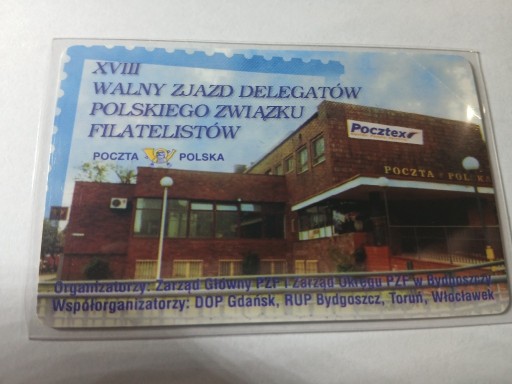 XVIII
WALNY ZJAZD DELEGATÓW
POLSKIEGO ZWIĄZKU
FILATELISTÓW
POCZTA POLSKA
Pocztex
POCZTA POLSKA
Organizatorzy: Zarząd Główny PZF i Zarząd Okręgu PZF w Bydgoszczy
Współorganizatorzy: DOP Gdańsk, RUP Bydgoszcz, Toruń, Włocławek